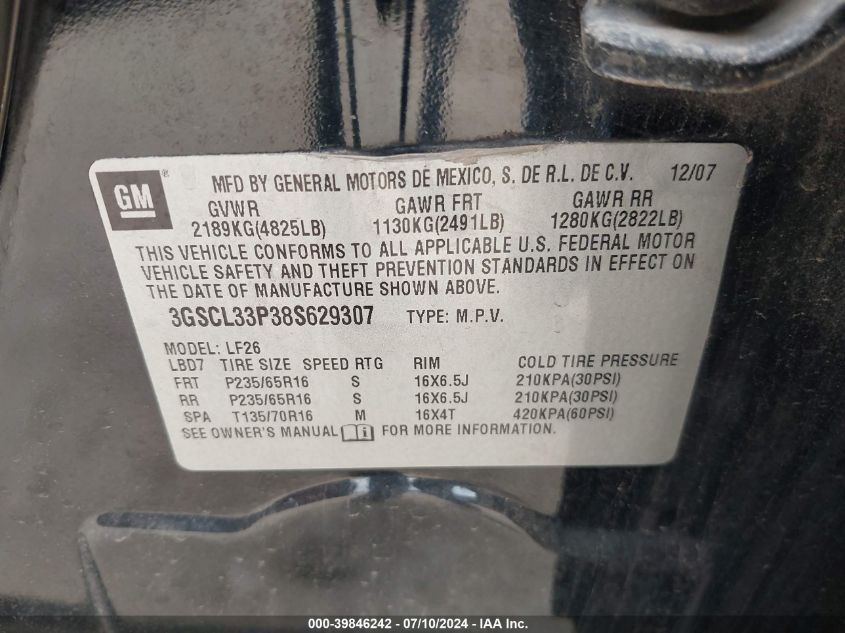 GM ® MFD BY GENERAL MOTORS DE MEXICO, S. DE R.L. DE C.V. 12/07
GVWR GAWR FRT GAWR RR
2189KG(4825LB) 1130KG(2491LB) 1280KG(2822LB)
THIS VEHICLE CONFORMS TO ALL APPLICABLE U.S. FEDERAL MOTOR
VEHICLE SAFETY AND THEFT PREVENTION STANDARDS IN EFFECT ON
THE DATE OF MANUFACTURE SHOWN ABOVE.
3GSCL33P38S629307 TYPE: M.P.V.
MODEL: LF26
LBD7 TIRE SIZE SPEED RTG RIM COLD TIRE PRESSURE
FRT P235/65R16 S 16X6.5J 210KPA(30PSI)
RR P235/65R16 S 16X6.5J 210KPA(30PSI)
SPA T135/70R16 M 16X4T 420KPA(60PSI)
SEE OWNER'S MANUAL i FOR MORE INFORMATION.
000-39846242 - 07/10/2024 - IAA Inc.